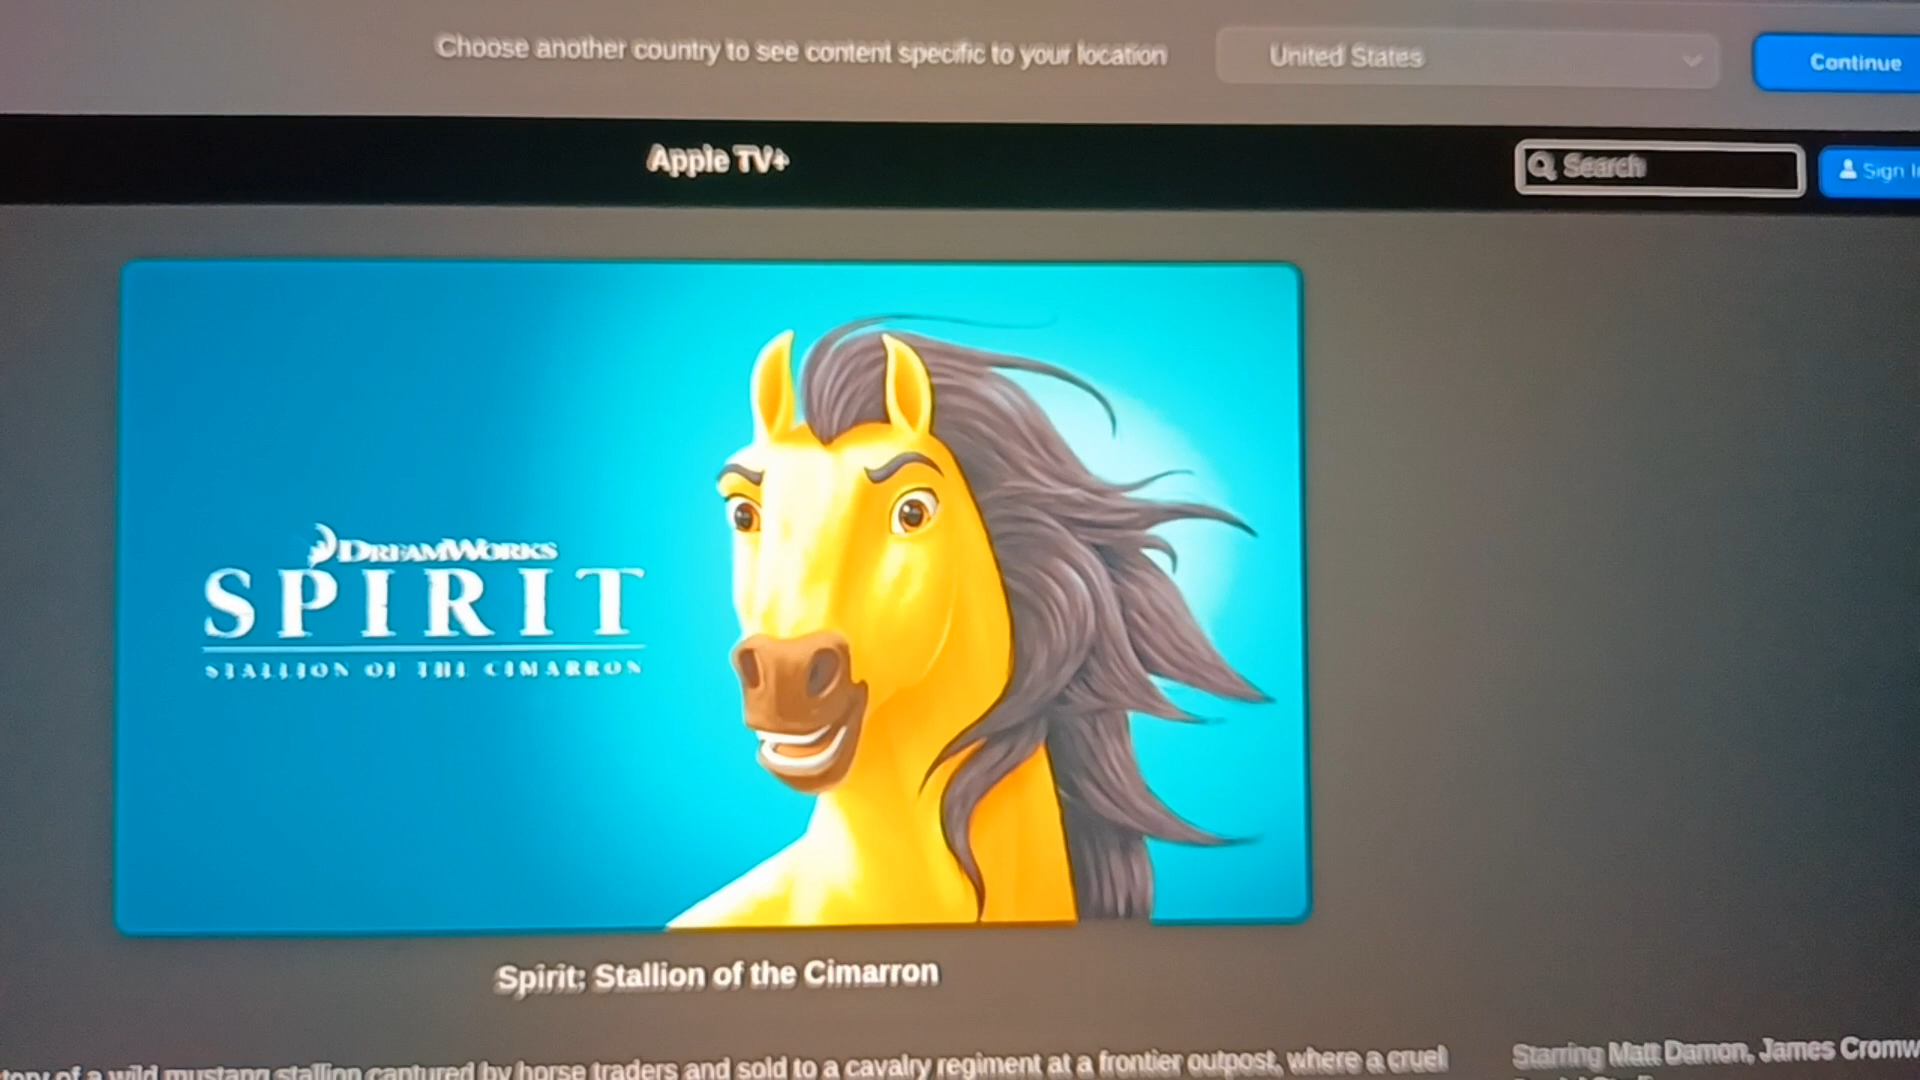 Choose another country to see content specific to your location
United States
Continue
Apple TV+
Search
Sign In
DREAMWORKS
SPIRIT
STALLION OF THE CIMARRON
Spirit: Stallion of the Cimarron
of a wild mustang stallion captured by horse traders and sold to a cavalry regiment at a frontier outpost, where a cruel
Starring Matt Damon, James